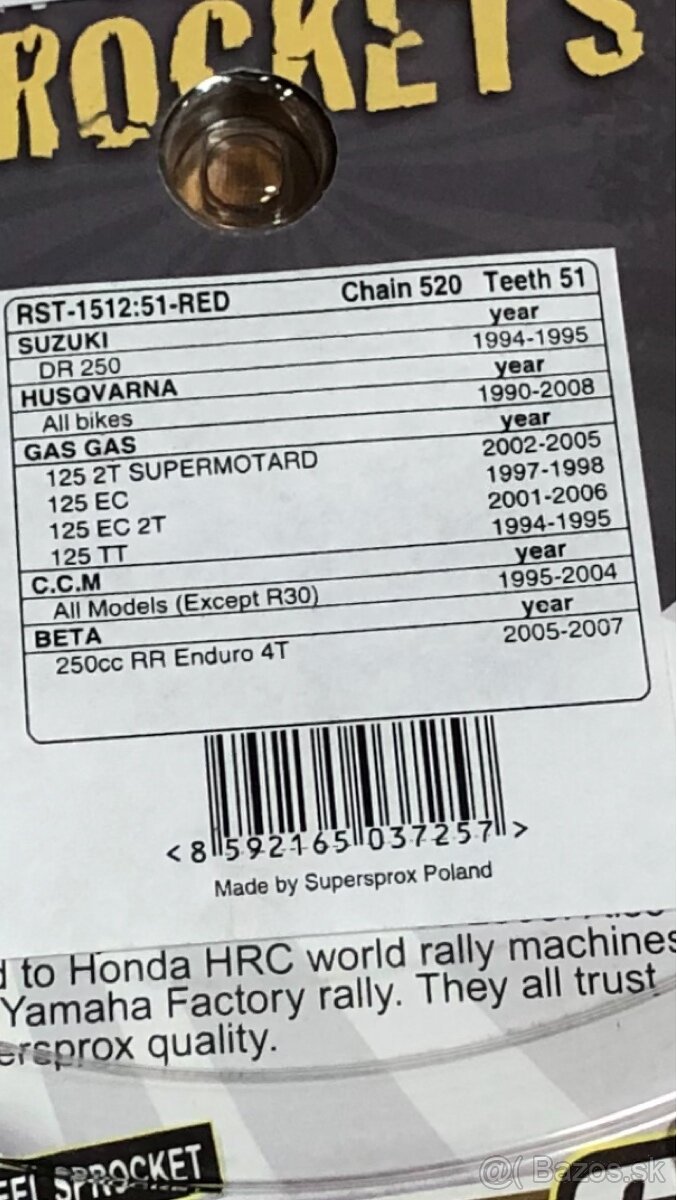 ROCKETS
RST-1512:51-RED Chain 520 Teeth 51
SUZUKI year
DR 250 1994-1995
HUSQVARNA year
All bikes 1990-2008
GAS GAS year
125 2T SUPERMOTARD 2002-2005
125 EC 1997-1998
125 EC 2T 2001-2006
125 TT 1994-1995
C.C.M year
All Models (Except R30) 1995-2004
BETA year
250cc RR Enduro 4T 2005-2007
< 8 592165 037257 >
Made by Supersprox Poland
to Honda HRC world rally machines
Yamaha Factory rally. They all trust
ersprox quality.
EEL SPROCKET
@( Bazos.sk